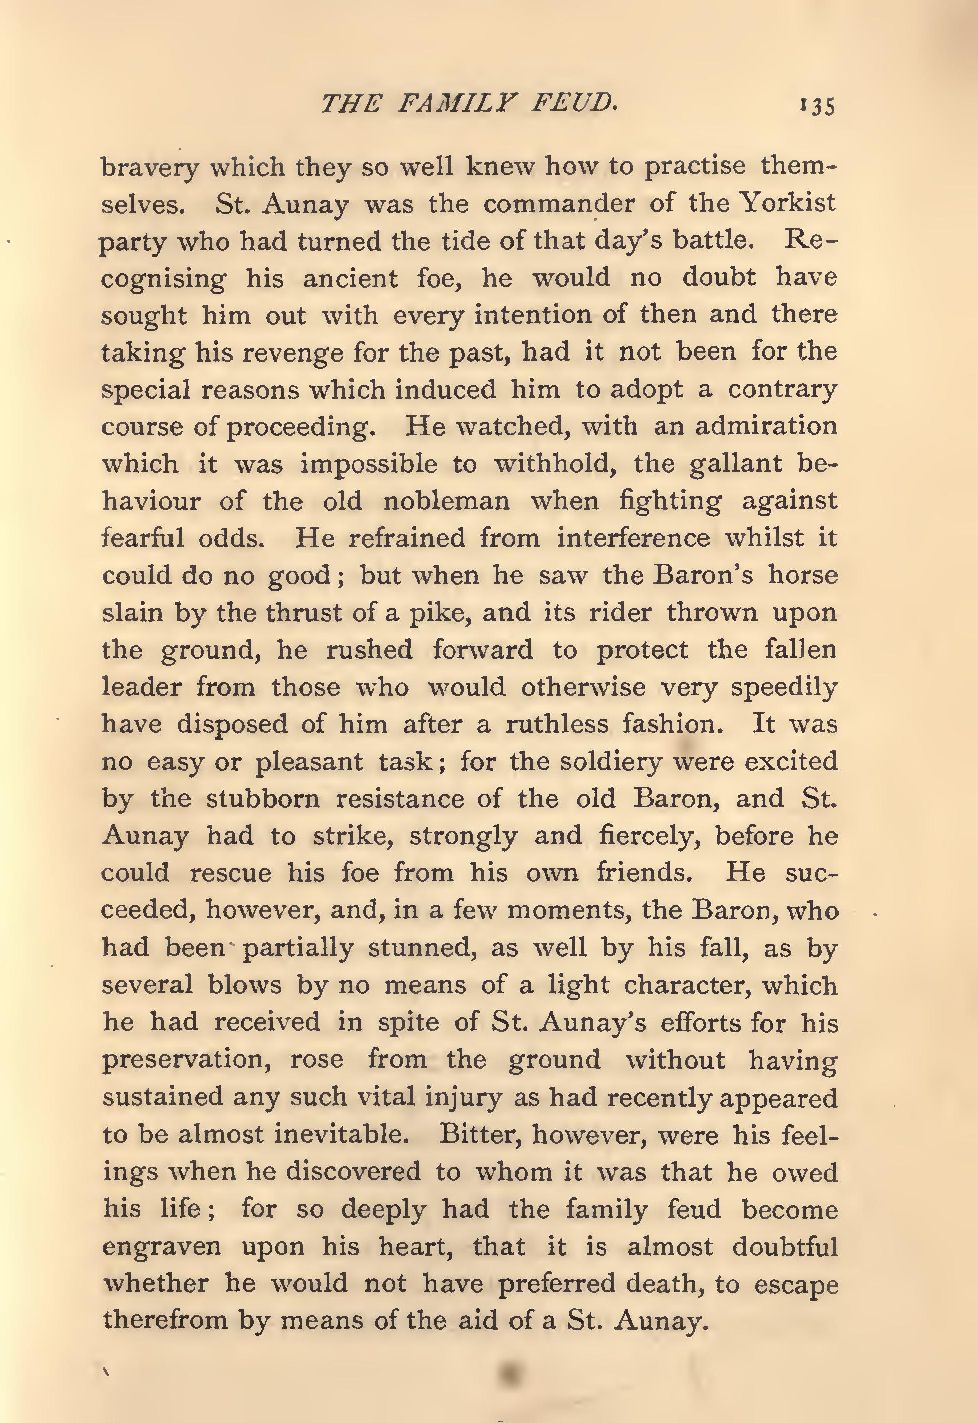 THE FAMILY FEUD. 135
bravery which they so well knew how to practise them-
selves. St. Aunay was the commander of the Yorkist
party who had turned the tide of that day's battle. Re-
cognising his ancient foe, he would no doubt have
sought him out with every intention of then and there
taking his revenge for the past, had it not been for the
special reasons which induced him to adopt a contrary
course of proceeding. He watched, with an admiration
which it was impossible to withhold, the gallant be-
haviour of the old nobleman when fighting against
fearful odds. He refrained from interference whilst it
could do no good; but when he saw the Baron's horse
slain by the thrust of a pike, and its rider thrown upon
the ground, he rushed forward to protect the fallen
leader from those who would otherwise very speedily
have disposed of him after a ruthless fashion. It was
no easy or pleasant task; for the soldiery were excited
by the stubborn resistance of the old Baron, and St.
Aunay had to strike, strongly and fiercely, before he
could rescue his foe from his own friends. He suc-
ceeded, however, and, in a few moments, the Baron, who
had been partially stunned, as well by his fall, as by
several blows by no means of a light character, which
he had received in spite of St. Aunay's efforts for his
preservation, rose from the ground without having
sustained any such vital injury as had recently appeared
to be almost inevitable. Bitter, however, were his feel-
ings when he discovered to whom it was that he owed
his life; for so deeply had the family feud become
engraven upon his heart, that it is almost doubtful
whether he would not have preferred death, to escape
therefrom by means of the aid of a St. Aunay.